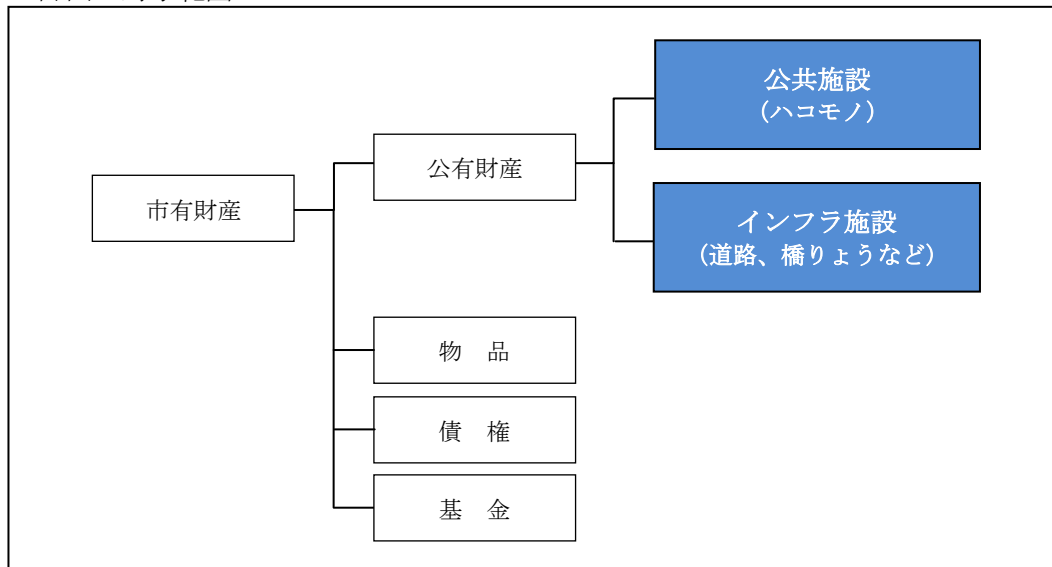 公共施設
（ハコモノ）
公有財産
市有財産
インフラ施設
（道路、橋りょうなど）
物　品
債　権
基　金